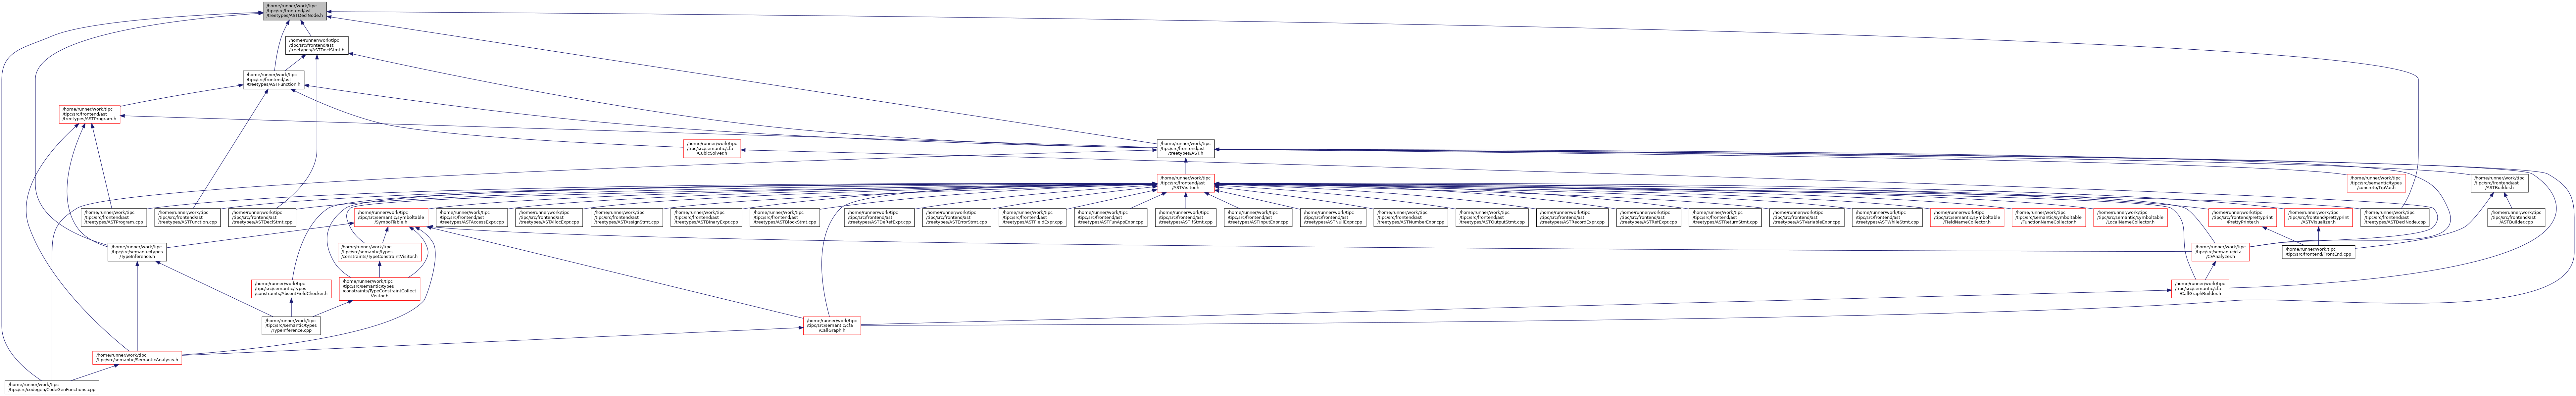 /home/runner/work/tipc
/tipc/src/frontend/ast
/treetypes/ASTDeclNode.h
/home/runner/work/tipc
/tipc/src/frontend/ast
/treetypes/ASTDeclStmt.h
/home/runner/work/tipc
/tipc/src/frontend/ast
/treetypes/ASTFunction.h
/home/runner/work/tipc
/tipc/src/frontend/ast
/treetypes/ASTProgram.h
/home/runner/work/tipc
/tipc/src/semantic/cfa
/CubicSolver.h
/home/runner/work/tipc
/tipc/src/frontend/ast
/treetypes/AST.h
/home/runner/work/tipc
/tipc/src/frontend/ast
/ASTVisitor.h
/home/runner/work/tipc
/tipc/src/semantic/types
/concrete/TipVar.h
/home/runner/work/tipc
/tipc/src/frontend/ast
/ASTBuilder.h
/home/runner/work/tipc
/tipc/src/frontend/ast
/treetypes/ASTProgram.cpp
/home/runner/work/tipc
/tipc/src/frontend/ast
/treetypes/ASTFunction.cpp
/home/runner/work/tipc
/tipc/src/frontend/ast
/treetypes/ASTDeclStmt.cpp
/home/runner/work/tipc
/tipc/src/semantic/symboltable
/SymbolTable.h
/home/runner/work/tipc
/tipc/src/frontend/ast
/treetypes/ASTAccessExpr.cpp
/home/runner/work/tipc
/tipc/src/frontend/ast
/treetypes/ASTAllocExpr.cpp
/home/runner/work/tipc
/tipc/src/frontend/ast
/treetypes/ASTAssignStmt.cpp
/home/runner/work/tipc
/tipc/src/frontend/ast
/treetypes/ASTBinaryExpr.cpp
/home/runner/work/tipc
/tipc/src/frontend/ast
/treetypes/ASTBlockStmt.cpp
/home/runner/work/tipc
/tipc/src/frontend/ast
/treetypes/ASTDeRefExpr.cpp
/home/runner/work/tipc
/tipc/src/frontend/ast
/treetypes/ASTErrorStmt.cpp
/home/runner/work/tipc
/tipc/src/frontend/ast
/treetypes/ASTFieldExpr.cpp
/home/runner/work/tipc
/tipc/src/frontend/ast
/treetypes/ASTFunAppExpr.cpp
/home/runner/work/tipc
/tipc/src/frontend/ast
/treetypes/ASTIfStmt.cpp
/home/runner/work/tipc
/tipc/src/frontend/ast
/treetypes/ASTInputExpr.cpp
/home/runner/work/tipc
/tipc/src/frontend/ast
/treetypes/ASTNullExpr.cpp
/home/runner/work/tipc
/tipc/src/frontend/ast
/treetypes/ASTNumberExpr.cpp
/home/runner/work/tipc
/tipc/src/frontend/ast
/treetypes/ASTOutputStmt.cpp
/home/runner/work/tipc
/tipc/src/frontend/ast
/treetypes/ASTRecordExpr.cpp
/home/runner/work/tipc
/tipc/src/frontend/ast
/treetypes/ASTRefExpr.cpp
/home/runner/work/tipc
/tipc/src/frontend/ast
/treetypes/ASTReturnStmt.cpp
/home/runner/work/tipc
/tipc/src/frontend/ast
/treetypes/ASTVariableExpr.cpp
/home/runner/work/tipc
/tipc/src/frontend/ast
/treetypes/ASTWhileStmt.cpp
/home/runner/work/tipc
/tipc/src/semantic/symboltable
/FieldNameCollector.h
/home/runner/work/tipc
/tipc/src/semantic/symboltable
/FunctionNameCollector.h
/home/runner/work/tipc
/tipc/src/semantic/symboltable
/LocalNameCollector.h
/home/runner/work/tipc
/tipc/src/frontend/prettyprint
/PrettyPrinter.h
/home/runner/work/tipc
/tipc/src/frontend/prettyprint
/ASTVisualizer.h
/home/runner/work/tipc
/tipc/src/frontend/ast
/treetypes/ASTDeclNode.cpp
/home/runner/work/tipc
/tipc/src/frontend/ast
/ASTBuilder.cpp
/home/runner/work/tipc
/tipc/src/semantic/types
/TypeInference.h
/home/runner/work/tipc
/tipc/src/semantic/types
/constraints/TypeConstraintVisitor.h
/home/runner/work/tipc
/tipc/src/semantic/cfa
/CFAnalyzer.h
/home/runner/work/tipc
/tipc/src/frontend/FrontEnd.cpp
/home/runner/work/tipc
/tipc/src/semantic/types
/constraints/AbsentFieldChecker.h
/home/runner/work/tipc
/tipc/src/semantic/types
/constraints/TypeConstraintCollect
Visitor.h
/home/runner/work/tipc
/tipc/src/semantic/cfa
/CallGraphBuilder.h
/home/runner/work/tipc
/tipc/src/semantic/types
/TypeInference.cpp
/home/runner/work/tipc
/tipc/src/semantic/cfa
/CallGraph.h
/home/runner/work/tipc
/tipc/src/semantic/SemanticAnalysis.h
/home/runner/work/tipc
/tipc/src/codegen/CodeGenFunctions.cpp